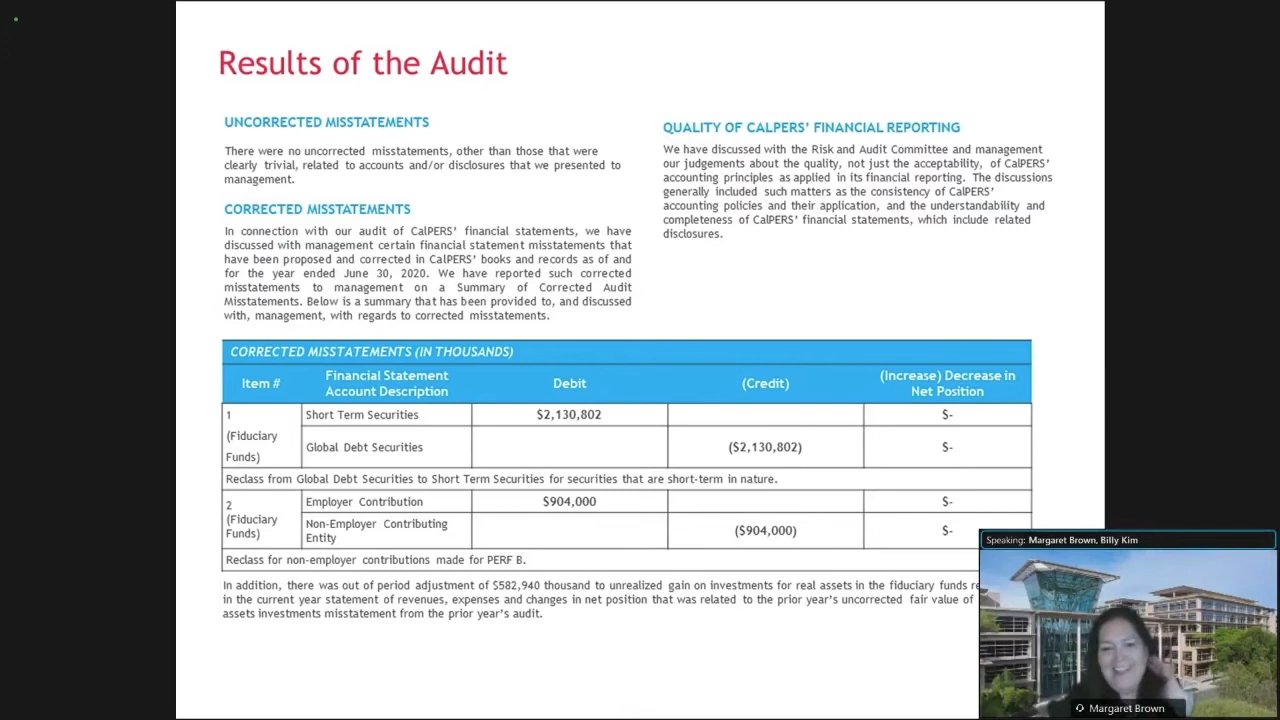 Results of the Audit
UNCORRECTED MISSTATEMENTS
There were no uncorrected misstatements, other than those that were
clearly trivial, related to accounts and/or disclosures that we presented to
management.
CORRECTED MISSTATEMENTS
In connection with our audit of CalPERS' financial statements, we have
discussed with management certain financial statement misstatements that
have been proposed and corrected in CalPERS' books and records as of and
for the year ended June 30, 2020. We have reported such corrected
misstatements to management on a Summary of Corrected Audit
Misstatements. Below is a summary that has been provided to, and discussed
with, management, with regards to corrected misstatements.
QUALITY OF CALPERS' FINANCIAL REPORTING
We have discussed with the Risk and Audit Committee and management
our judgements about the quality, not just the acceptability, of CalPERS'
accounting principles as applied in its financial reporting. The discussions
generally included such matters as the consistency of CalPERS'
accounting policies and their application, and the understandability and
completeness of CalPERS' financial statements, which include related
disclosures.
CORRECTED MISSTATEMENTS (IN THOUSANDS)
Item #
Financial Statement
Account Description
Debit
(Credit)
(Increase) Decrease in
Net Position
1
(Fiduciary
Funds)
Short Term Securities
$2,130,802
$-
Global Debt Securities
($2,130,802)
$-
Reclass from Global Debt Securities to Short Term Securities for securities that are short-term in nature.
2
(Fiduciary
Funds)
Employer Contribution
$904,000
$-
Non-Employer Contributing
Entity
($904,000)
$-
Reclass for non-employer contributions made for PERF B.
In addition, there was out of period adjustment of $582,940 thousand to unrealized gain on investments for real assets in the fiduciary funds re
in the current year statement of revenues, expenses and changes in net position that was related to the prior year's uncorrected fair value of
assets investments misstatement from the prior year's audit.
Speaking: Margaret Brown, Billy Kim
Margaret Brown